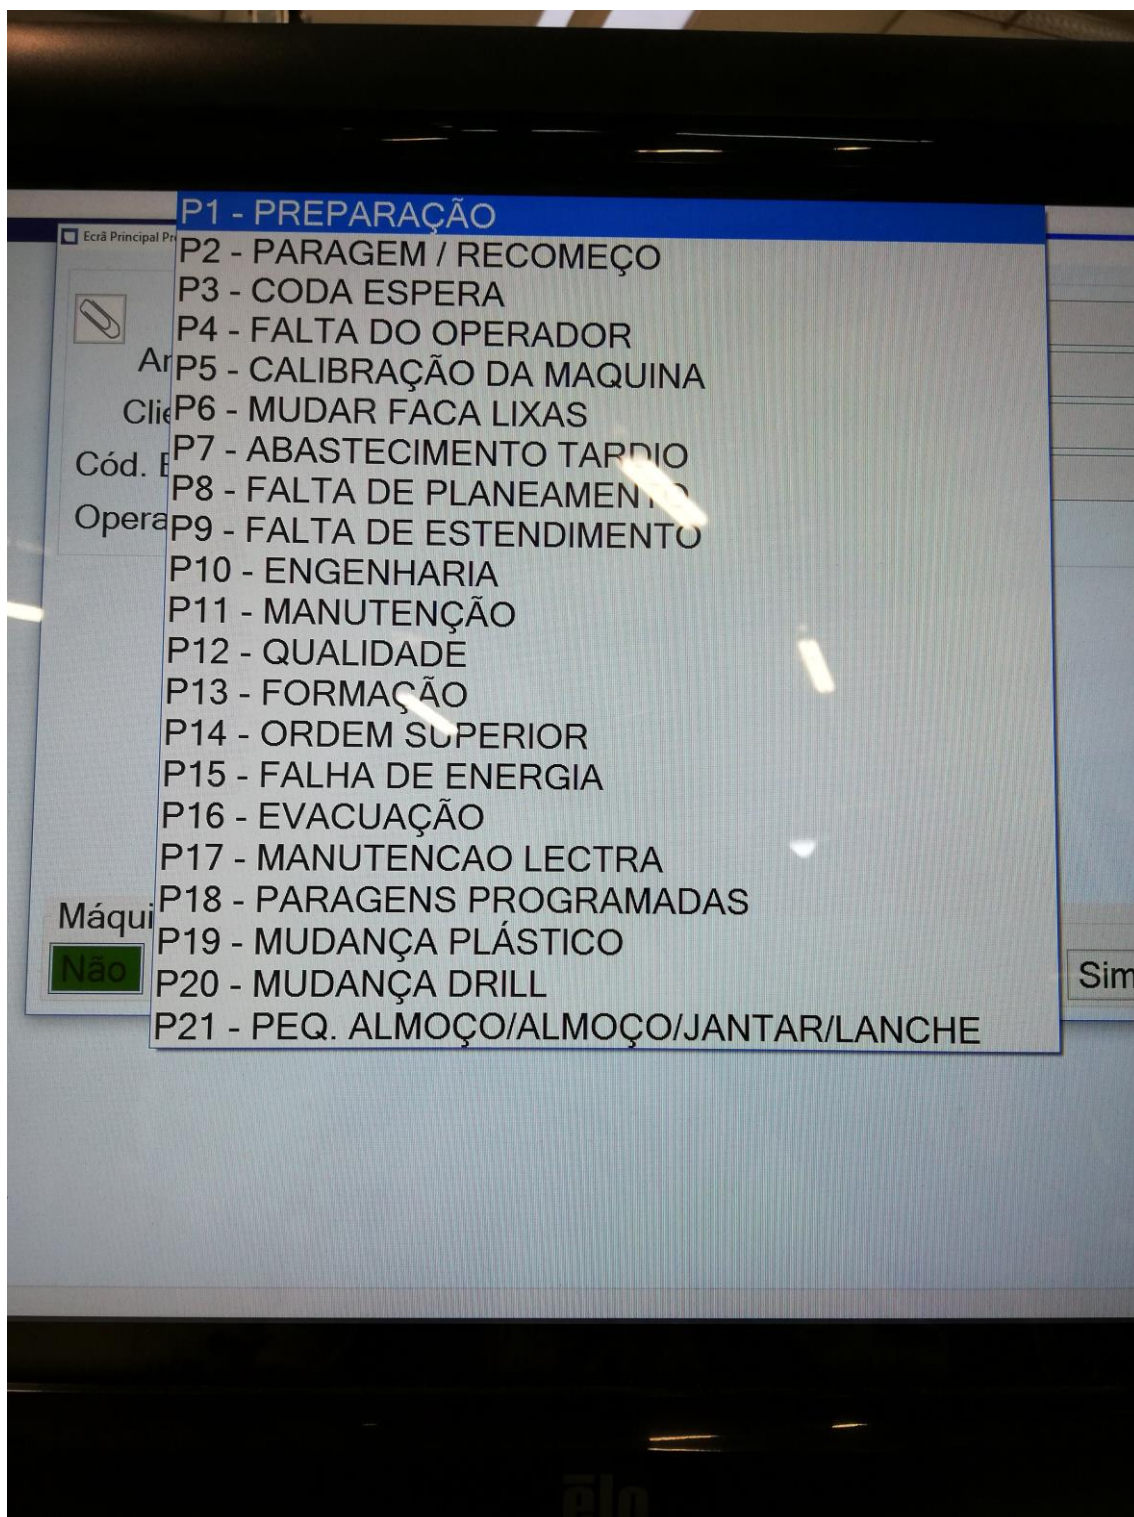 P1 - PREPARAÇÃO
Ecrã Principal
P2 - PARAGEM / RECOMEÇO
P3 - CODA ESPERA
P4 - FALTA DO OPERADOR
P5 - CALIBRAÇÃO DA MAQUINA
P6 - MUDAR FACA LIXAS
P7 - ABASTECIMENTO TARDIO
Cód.
P8 - FALTA DE PLANEAMENTO
P9 - FALTA DE ESTENDIMENTO
P10 - ENGENHARIA
P11 - MANUTENÇÃO
P12 - QUALIDADE
P13 - FORMAÇÃO
P14 - ORDEM SUPERIOR
P15 - FALHA DE ENERGIA
P16 - EVACUAÇÃO
P17 - MANUTENCAO LECTRA
P18 - PARAGENS PROGRAMADAS
P19 - MUDANÇA PLÁSTICO
Não
Sim
P20 - MUDANÇA DRILL
P21 - PEQ. ALMOÇO/ALMOÇO/JANTAR/LANCHE
elo